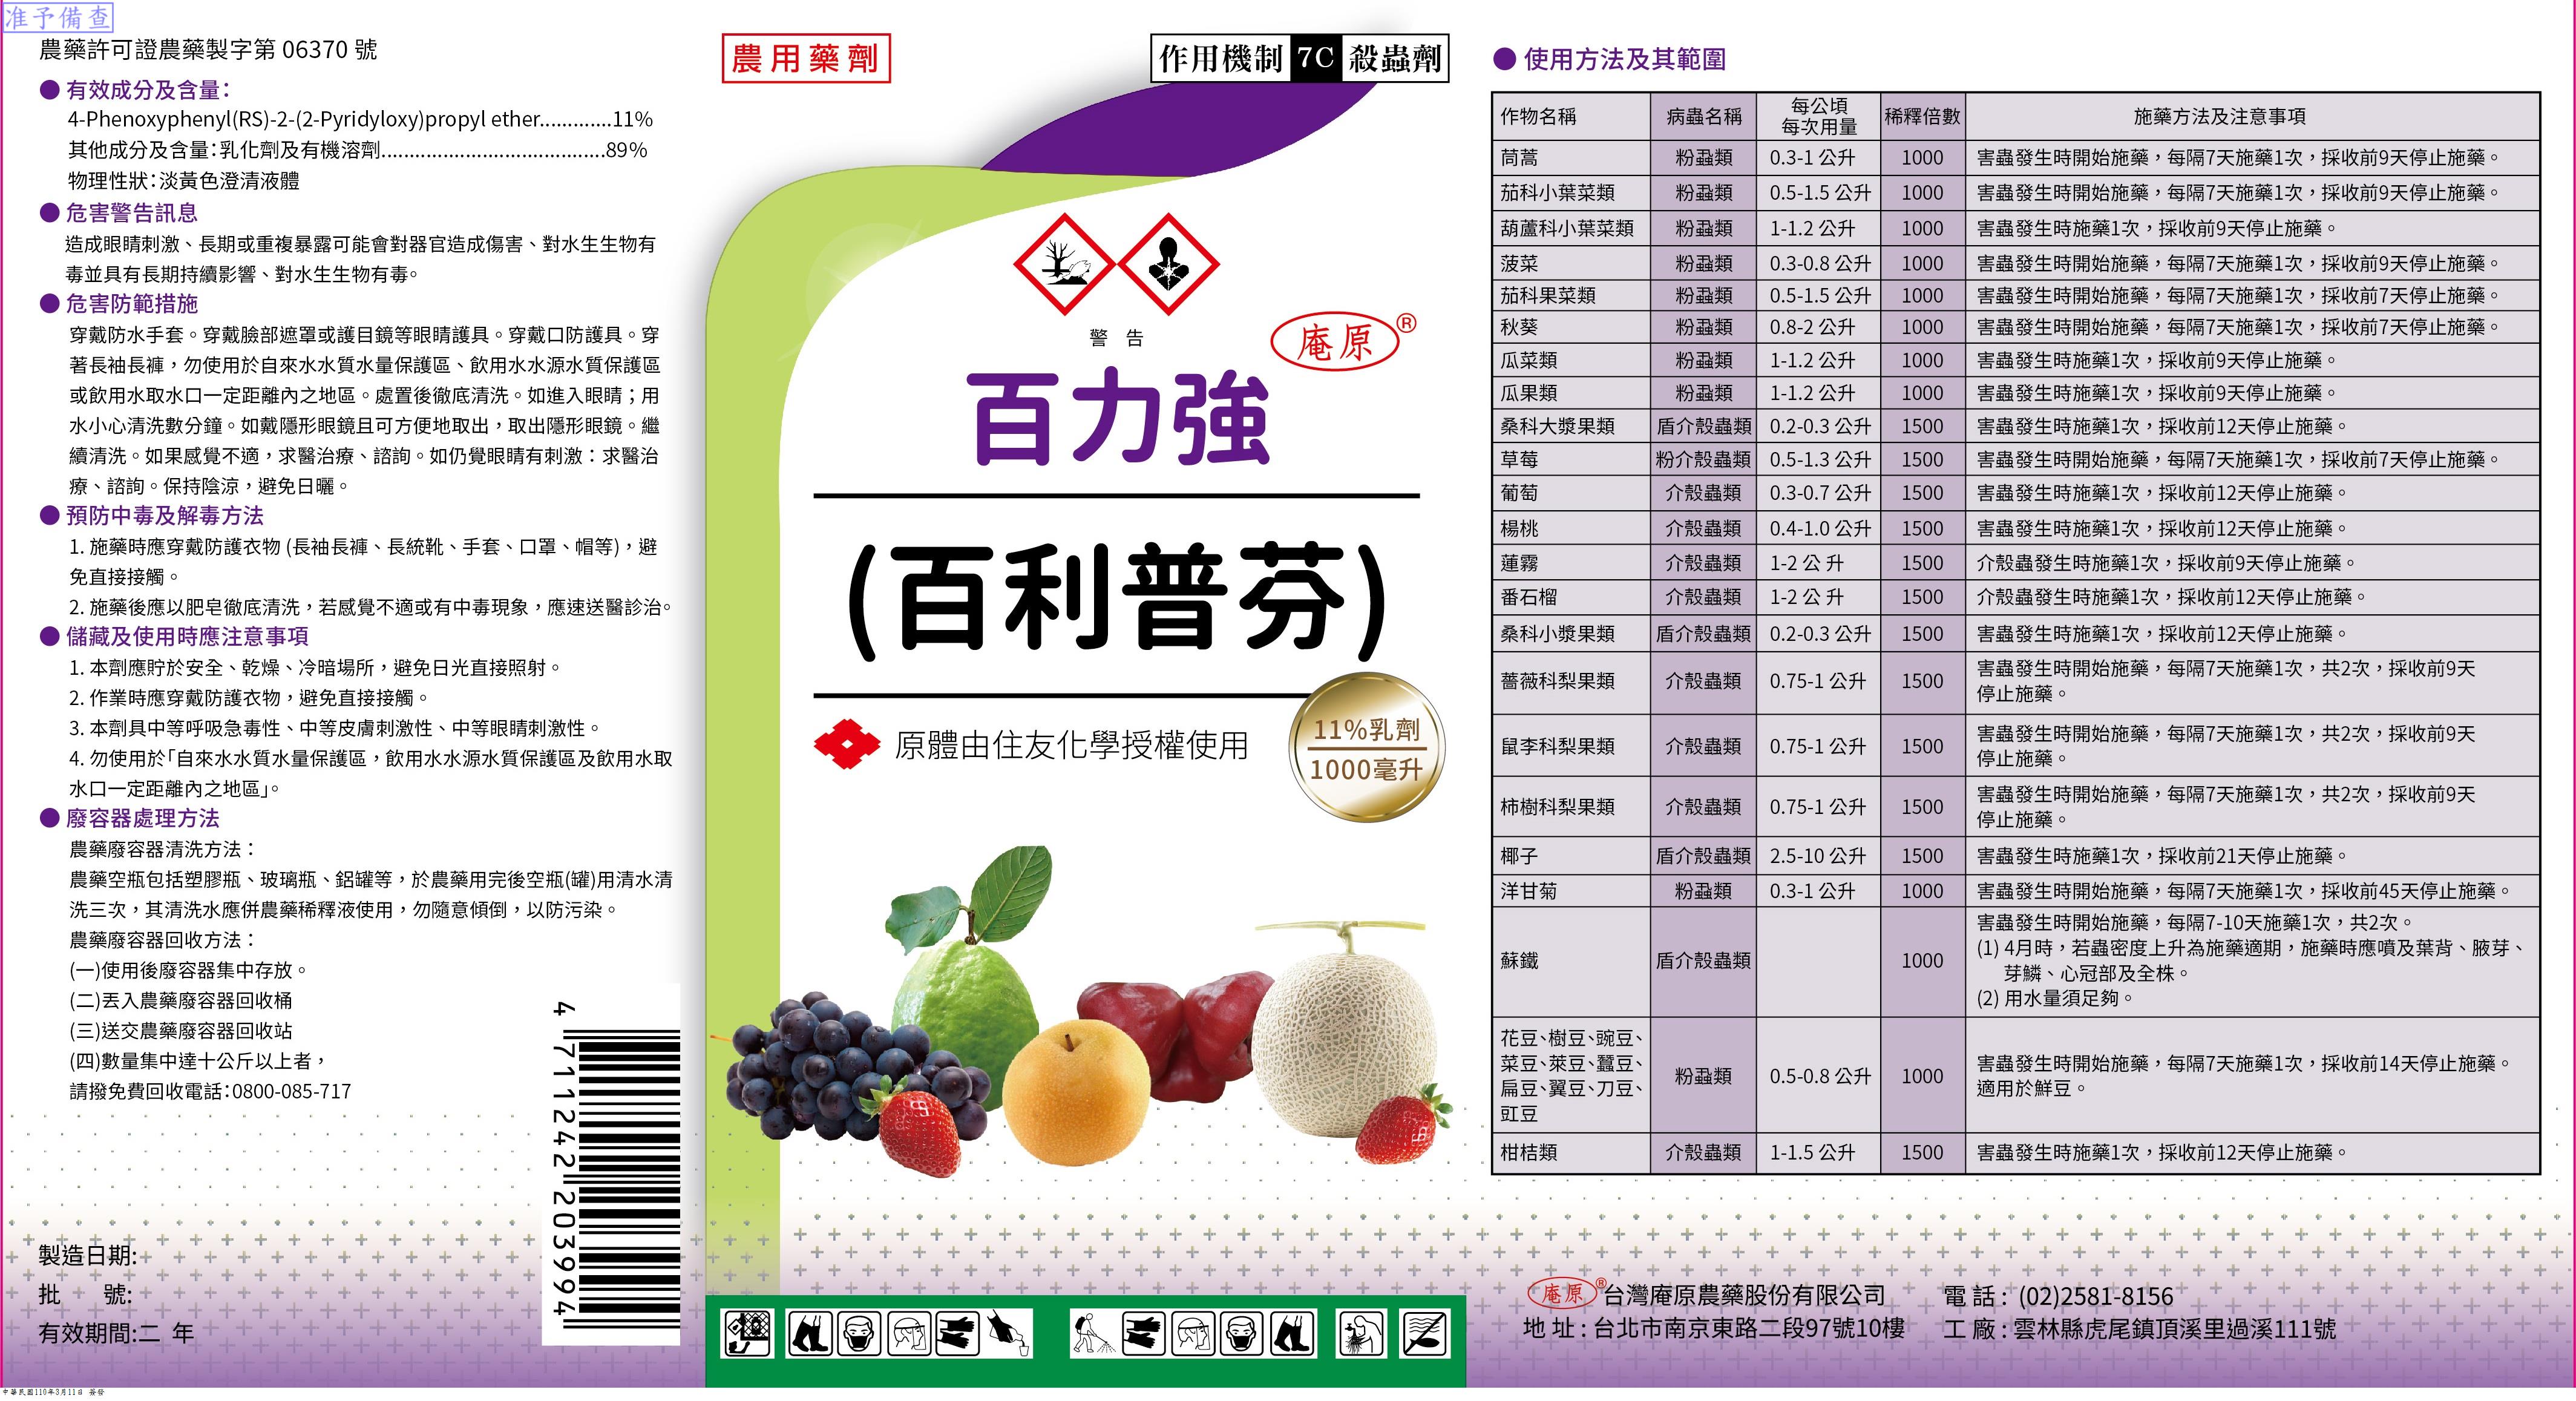 准予備查
農藥許可證農藥製字第 06370 號
● 有效成分及含量:
4-Phenoxyphenyl(RS)-2-(2-Pyridyloxy)propyl ether.............11%
其他成分及含量:乳化劑及有機溶劑.........................................89%
物理性狀:淡黃色澄清液體
● 危害警告訊息
造成眼睛刺激、長期或重複暴露可能會對器官造成傷害、對水生生物有
毒並具有長期持續影響、對水生生物有毒。
● 危害防範措施
穿戴防水手套。穿戴臉部遮罩或護目鏡等眼睛護具。穿戴口防護具。穿
著長袖長褲，勿使用於自來水水質水量保護區、飲用水水源水質保護區
或飲用水取水口一定距離內之地區。處置後徹底清洗。如進入眼睛；用
水小心清洗數分鐘。如戴隱形眼鏡且可方便地取出，取出隱形眼鏡。繼
續清洗。如果感覺不適，求醫治療、諮詢。如仍覺眼睛有刺激：求醫治
療、諮詢。保持陰涼，避免日曬。
● 預防中毒及解毒方法
1. 施藥時應穿戴防護衣物 (長袖長褲、長統靴、手套、口罩、帽等)，避
免直接接觸。
2. 施藥後應以肥皂徹底清洗，若感覺不適或有中毒現象，應速送醫診治。
● 儲藏及使用時應注意事項
1. 本劑應貯於安全、乾燥、冷暗場所，避免日光直接照射。
2. 作業時應穿戴防護衣物，避免直接接觸。
3. 本劑具中等呼吸急毒性、中等皮膚刺激性、中等眼睛刺激性。
4. 勿使用於「自來水水質水量保護區，飲用水水源水質保護區及飲用水取
水口一定距離內之地區」。
● 廢容器處理方法
農藥廢容器清洗方法：
農藥空瓶包括塑膠瓶、玻璃瓶、鋁罐等，於農藥用完後空瓶(罐)用清水清
洗三次，其清洗水應併農藥稀釋液使用，勿隨意傾倒，以防污染。
農藥廢容器回收方法：
(一)使用後廢容器集中存放。
(二)丟入農藥廢容器回收桶
(三)送交農藥廢容器回收站
(四)數量集中達十公斤以上者，
請撥免費回收電話:0800-085-717
4 711242 203994
製造日期:
批 號:
有效期間:二 年
中華民國110年3月11日 簽發
農用藥劑
作用機制 7C 殺蟲劑
警 告
庵原®
百力強
(百利普芬)
原體由住友化學授權使用
11%乳劑
1000毫升
● 使用方法及其範圍
作物名稱 病蟲名稱 每公頃每次用量 稀釋倍數 施藥方法及注意事項
茼蒿 粉蝨類 0.3-1 公升 1000 害蟲發生時開始施藥，每隔7天施藥1次，採收前9天停止施藥。
茄科小葉菜類 粉蝨類 0.5-1.5 公升 1000 害蟲發生時開始施藥，每隔7天施藥1次，採收前9天停止施藥。
葫蘆科小葉菜類 粉蝨類 1-1.2 公升 1000 害蟲發生時施藥1次，採收前9天停止施藥。
菠菜 粉蝨類 0.3-0.8 公升 1000 害蟲發生時開始施藥，每隔7天施藥1次，採收前9天停止施藥。
茄科果菜類 粉蝨類 0.5-1.5 公升 1000 害蟲發生時開始施藥，每隔7天施藥1次，採收前7天停止施藥。
秋葵 粉蝨類 0.8-2 公升 1000 害蟲發生時開始施藥，每隔7天施藥1次，採收前7天停止施藥。
瓜菜類 粉蝨類 1-1.2 公升 1000 害蟲發生時施藥1次，採收前9天停止施藥。
瓜果類 粉蝨類 1-1.2 公升 1000 害蟲發生時施藥1次，採收前9天停止施藥。
桑科大漿果類 盾介殼蟲類 0.2-0.3 公升 1500 害蟲發生時施藥1次，採收前12天停止施藥。
草莓 粉介殼蟲類 0.5-1.3 公升 1500 害蟲發生時開始施藥，每隔7天施藥1次，採收前7天停止施藥。
葡萄 介殼蟲類 0.3-0.7 公升 1500 害蟲發生時施藥1次，採收前12天停止施藥。
楊桃 介殼蟲類 0.4-1.0 公升 1500 害蟲發生時施藥1次，採收前12天停止施藥。
蓮霧 介殼蟲類 1-2 公 升 1500 介殼蟲發生時施藥1次，採收前9天停止施藥。
番石榴 介殼蟲類 1-2 公 升 1500 介殼蟲發生時施藥1次，採收前12天停止施藥。
桑科小漿果類 盾介殼蟲類 0.2-0.3 公升 1500 害蟲發生時施藥1次，採收前12天停止施藥。
薔薇科梨果類 介殼蟲類 0.75-1 公升 1500 害蟲發生時開始施藥，每隔7天施藥1次，共2次，採收前9天
停止施藥。
鼠李科梨果類 介殼蟲類 0.75-1 公升 1500 害蟲發生時開始施藥，每隔7天施藥1次，共2次，採收前9天
停止施藥。
柿樹科梨果類 介殼蟲類 0.75-1 公升 1500 害蟲發生時開始施藥，每隔7天施藥1次，共2次，採收前9天
停止施藥。
椰子 盾介殼蟲類 2.5-10 公升 1500 害蟲發生時施藥1次，採收前21天停止施藥。
洋甘菊 粉蝨類 0.3-1 公升 1000 害蟲發生時開始施藥，每隔7天施藥1次，採收前45天停止施藥。
蘇鐵 盾介殼蟲類 1000 害蟲發生時開始施藥，每隔7-10天施藥1次，共2次。
(1) 4月時，若蟲密度上升為施藥適期，施藥時應噴及葉背、腋芽、
芽鱗、心冠部及全株。
(2) 用水量須足夠。
花豆、樹豆、豌豆、
菜豆、萊豆、蠶豆、
扁豆、翼豆、刀豆、
豇豆 粉蝨類 0.5-0.8 公升 1000 害蟲發生時開始施藥，每隔7天施藥1次，採收前14天停止施藥。
適用於鮮豆。
柑桔類 介殼蟲類 1-1.5 公升 1500 害蟲發生時施藥1次，採收前12天停止施藥。
庵原® 台灣庵原農藥股份有限公司 電 話：(02)2581-8156
地 址：台北市南京東路二段97號10樓 工 廠：雲林縣虎尾鎮頂溪里過溪111號